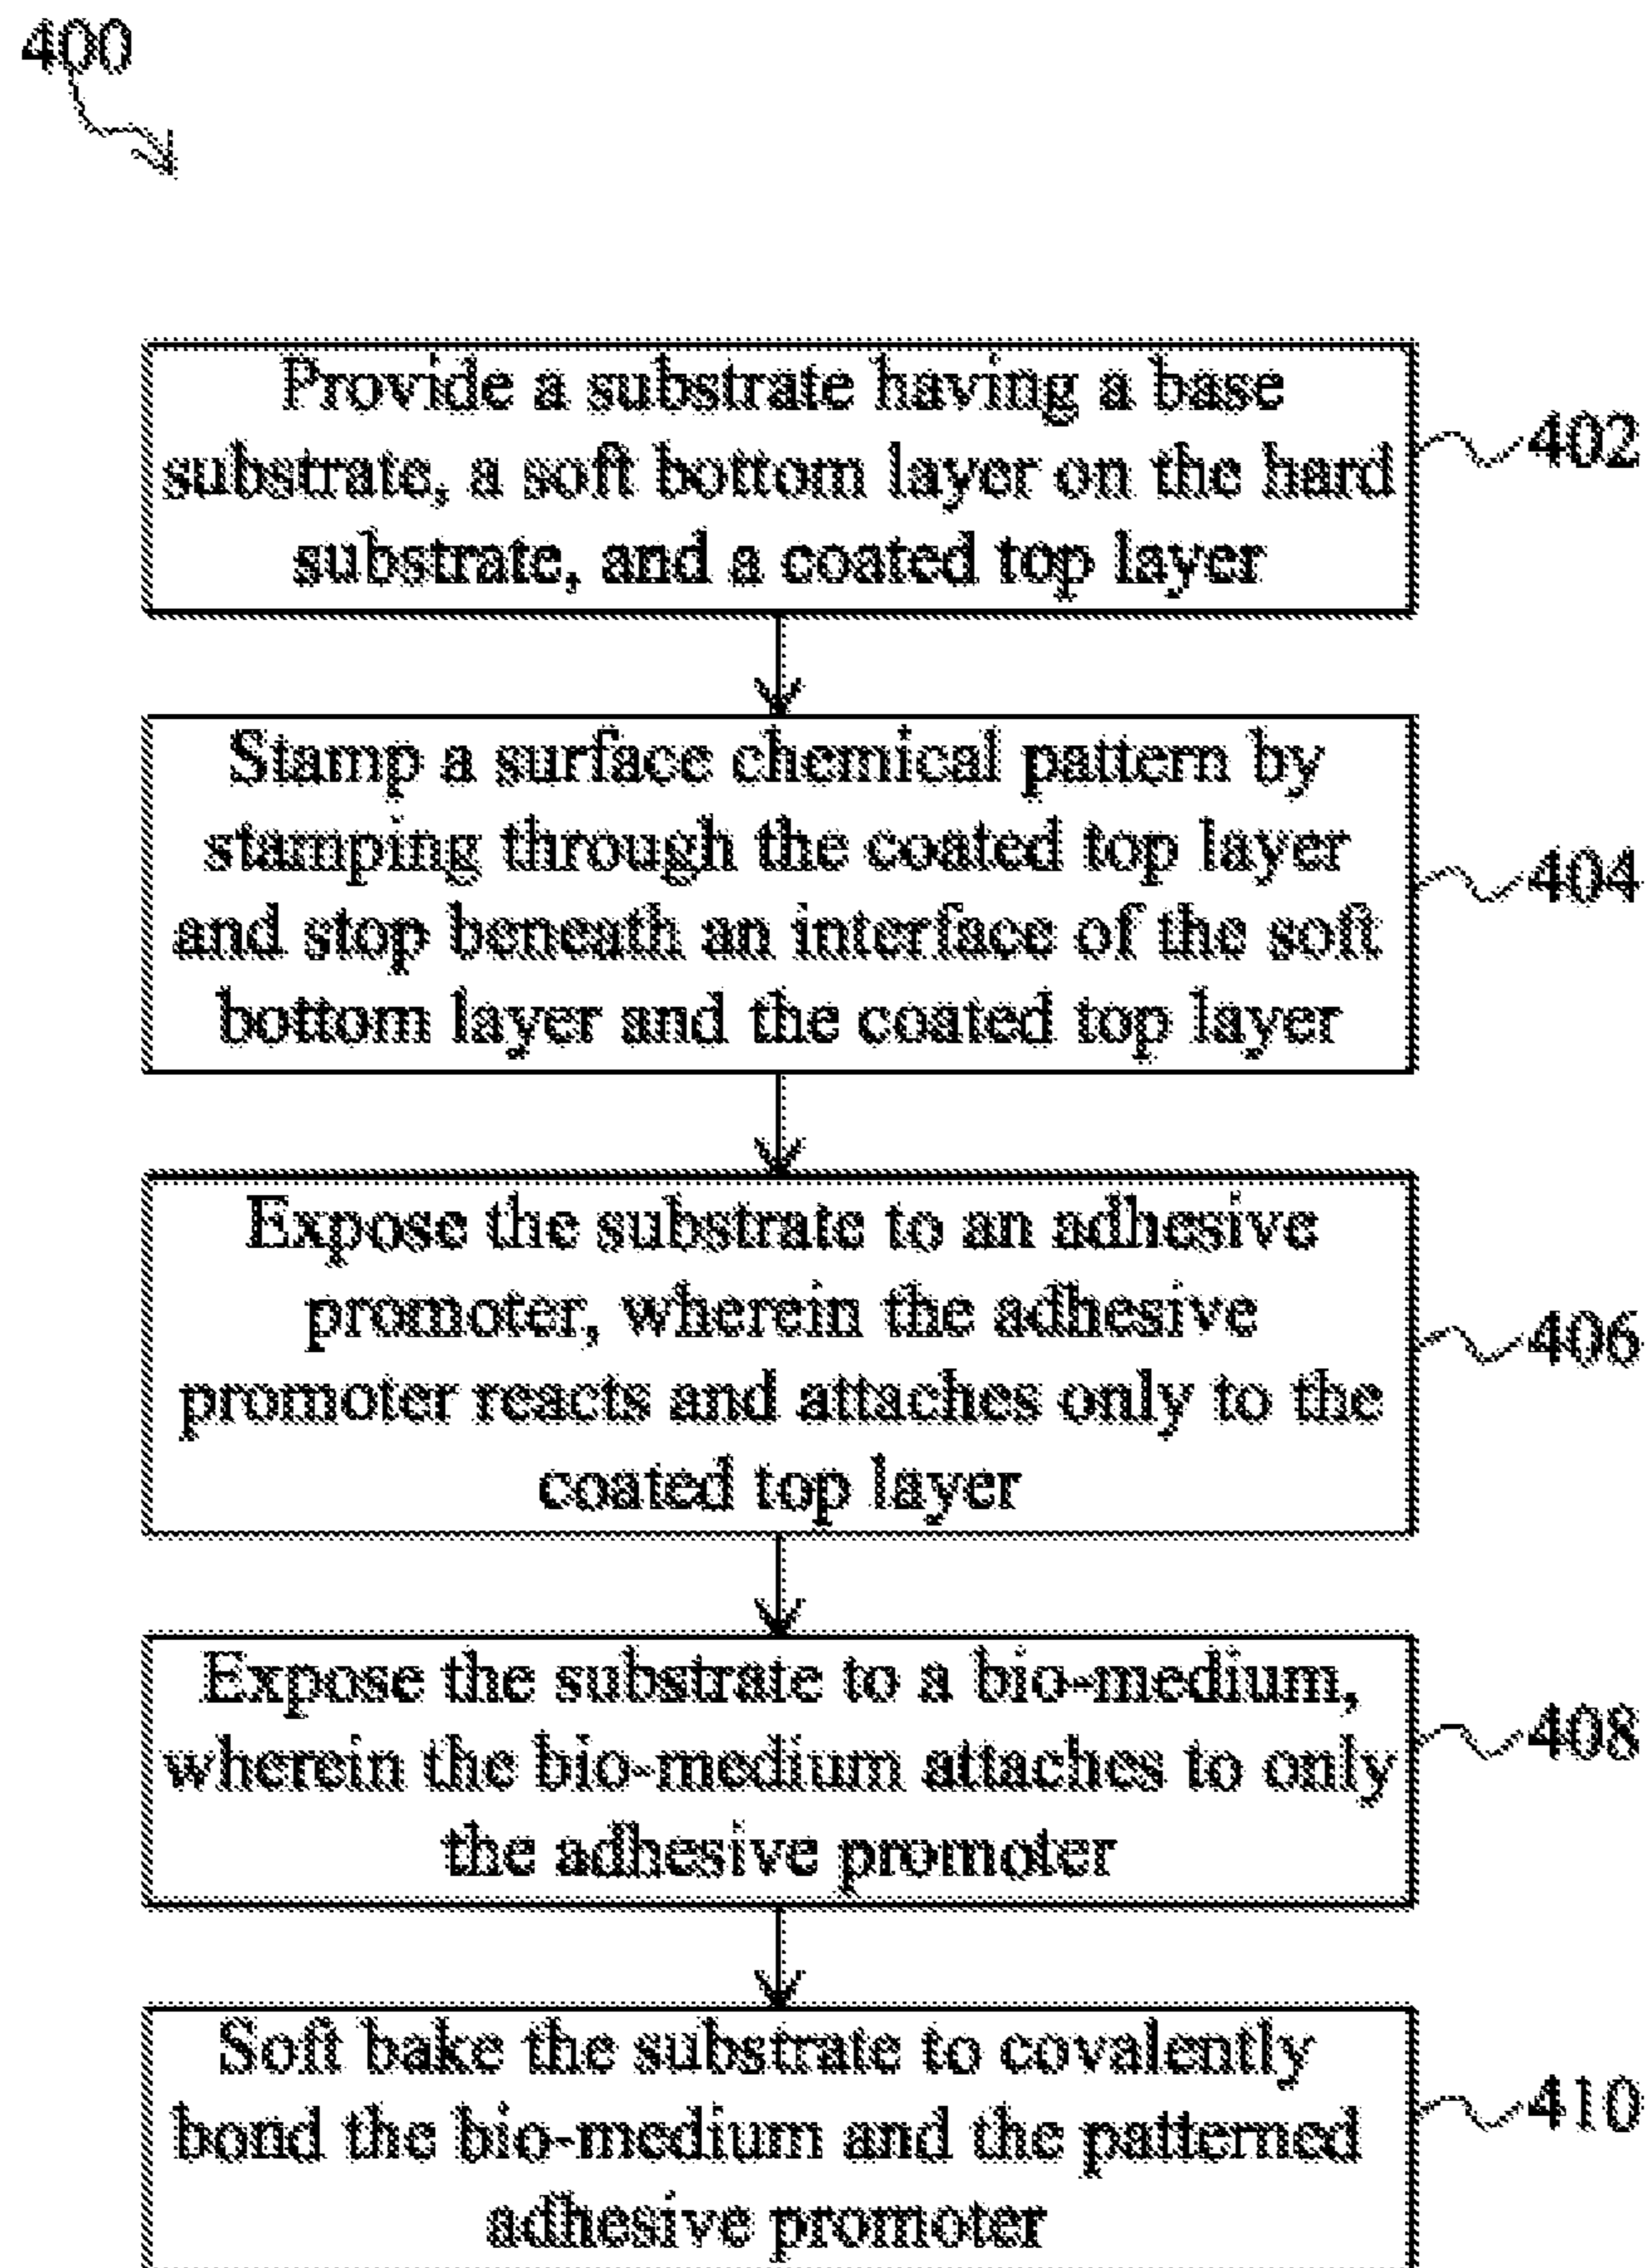 400
Provide a substrate having a base
substrate, a soft bottom layer on the hard
substrate, and a coated top layer
402
Stamp a surface chemical pattern by
stamping through the coated top layer
and stop beneath an interface of the soft
bottom layer and the coated top layer
404
Expose the substrate to an adhesive
promoter, wherein the adhesive
promoter reacts and attaches only to the
coated top layer
406
Expose the substrate to a bio-medium,
wherein the bio-medium attaches to only
the adhesive promoter
408
Soft bake the substrate to covalently
bond the bio-medium and the patterned
adhesive promoter
410